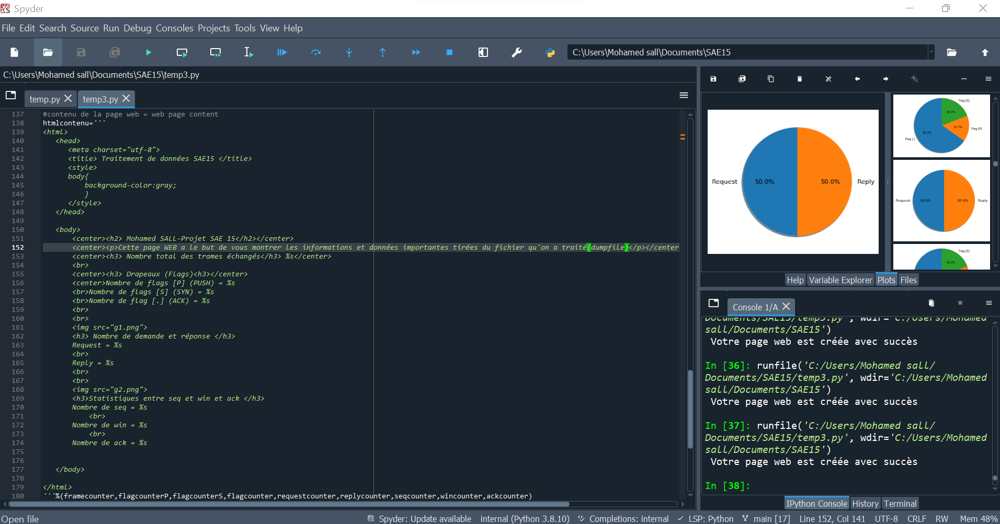 Spyder
File Edit Search Source Run Debug Consoles Projects Tools View Help
C:\Users\Mohamed sall\Documents\SAE15
C:\Users\Mohamed sall\Documents\SAE15\temp3.py
temp.py
temp3.py
137 #contenu de la page web = web page content
138 htmlcontenu='''
139 <html>
140 <head>
141 <meta charset="utf-8">
142 <title> Traitement de données SAE15 </title>
143 <style>
144 body{
145 background-color:gray;
146 }
147 </style>
148 </head>
149
150 <body>
151 <center><h2> Mohamed SALL-Projet SAE 15</h2></center>
152 <center><p>Cette page WEB a le but de vous montrer les informations et données importantes tirées du fichier qu'on a traité(dumpfile)</p></center
153 <center><h3> Nombre total des trames échangés</h3> %s</center>
154 <br>
155 <center><h3> Drapeaux (Flags)<h3></center>
156 <center>Nombre de flags [P] (PUSH) = %s
157 <br>Nombre de flags [S] (SYN) = %s
158 <br>Nombre de flag [.] (ACK) = %s
159 <br>
160 <br>
161 <img src="g1.png">
162 <h3> Nombre de demande et réponse </h3>
163 Request = %s
164 <br>
165 Reply = %s
166 <br>
167 <br>
168 <img src="g2.png">
169 <h3>Statistiques entre seq et win et ack </h3>
170 Nombre de seq = %s
171 <br>
172 Nombre de win = %s
173 <br>
174 Nombre de ack = %s
175
176
177 </body>
178
179 </html>
180 '''%(framecounter,flagcounterP,flagcounterS,flagcounter,requestcounter,replycounter,seqcounter,wincounter,ackcounter)
Request 50.0% 50.0% Reply
Flag [S]
19.2%
15.7% Flag [P]
65.2%
Flag [.]
Request 50.0% 50.0% Reply
Flag [S]
19.2%
Help Variable Explorer Plots Files
Console 1/A
Documents/SAE15/temp3.py', wdir='C:/Users/Mohamed
sall/Documents/SAE15')
Votre page web est créée avec succès
In [36]: runfile('C:/Users/Mohamed sall/
Documents/SAE15/temp3.py', wdir='C:/Users/Mohamed
sall/Documents/SAE15')
Votre page web est créée avec succès
In [37]: runfile('C:/Users/Mohamed sall/
Documents/SAE15/temp3.py', wdir='C:/Users/Mohamed
sall/Documents/SAE15')
Votre page web est créée avec succès
In [38]:
IPython Console History Terminal
Open file
Spyder: Update available internal (Python 3.8.10) Completions: internal LSP: Python main [17] Line 152, Col 141 UTF-8 CRLF RW Mem 48%